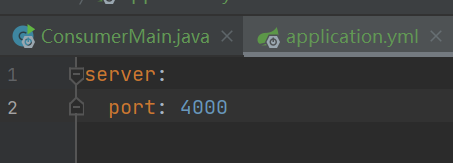 ConsumerMain.java
application.yml
1 server:
2   port: 4000